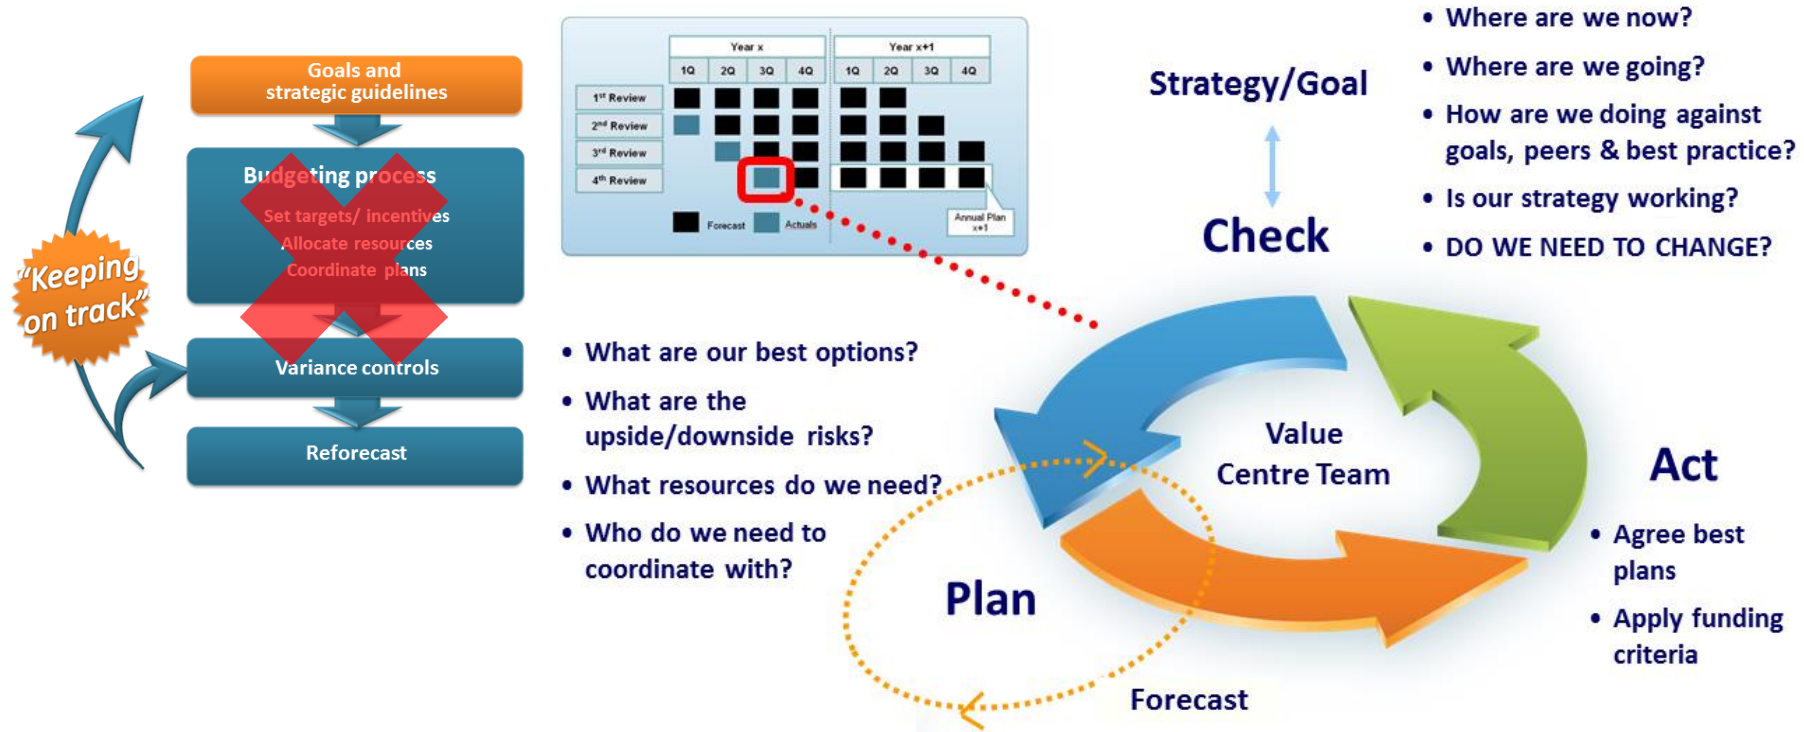 Goals and
strategic guidelines
Budgeting process
Set targets/ incentives
Allocate resources
Coordinate plans
Variance controls
Reforecast
“Keeping
on track”
Year x
Year x+1
1Q 2Q 3Q 4Q 1Q 2Q 3Q 4Q
1st Review
2nd Review
3rd Review
4th Review
Forecast
Actuals
Annual Plan
x+1
• What are our best options?
• What are the
upside/downside risks?
• What resources do we need?
• Who do we need to
coordinate with?
Strategy/Goal
Check
• Where are we now?
• Where are we going?
• How are we doing against
goals, peers & best practice?
• Is our strategy working?
• DO WE NEED TO CHANGE?
Value
Centre Team
Act
• Agree best
plans
• Apply funding
criteria
Plan
Forecast